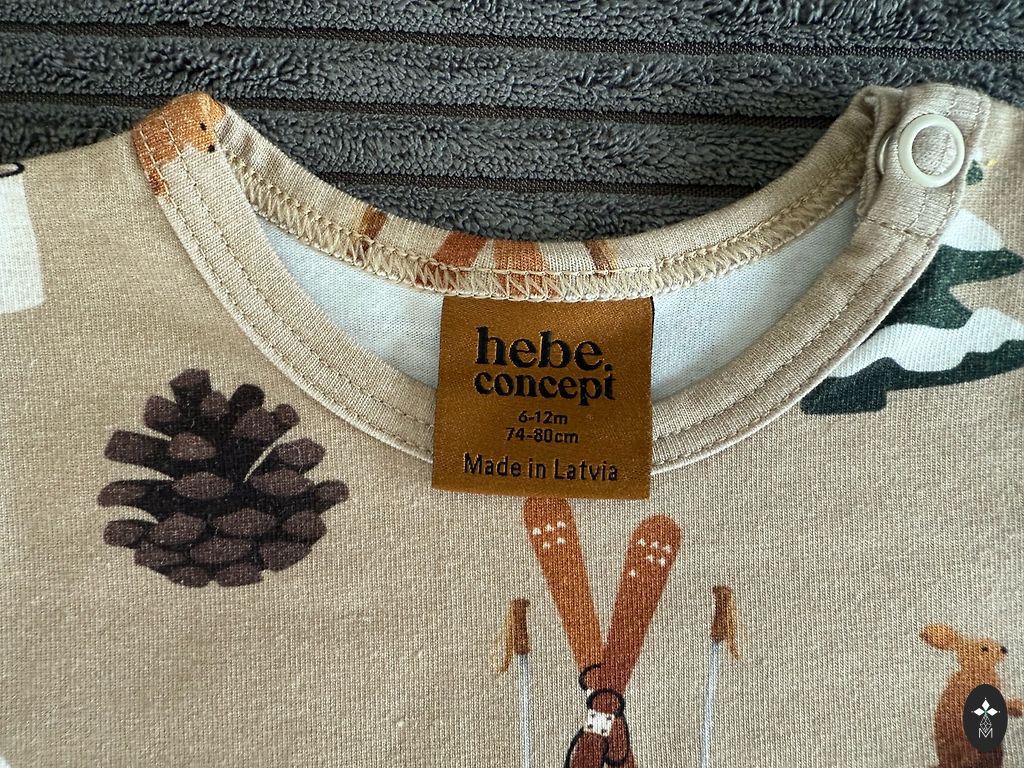 hebe.
concept
6-12m
74-80cm
Made in Latvia